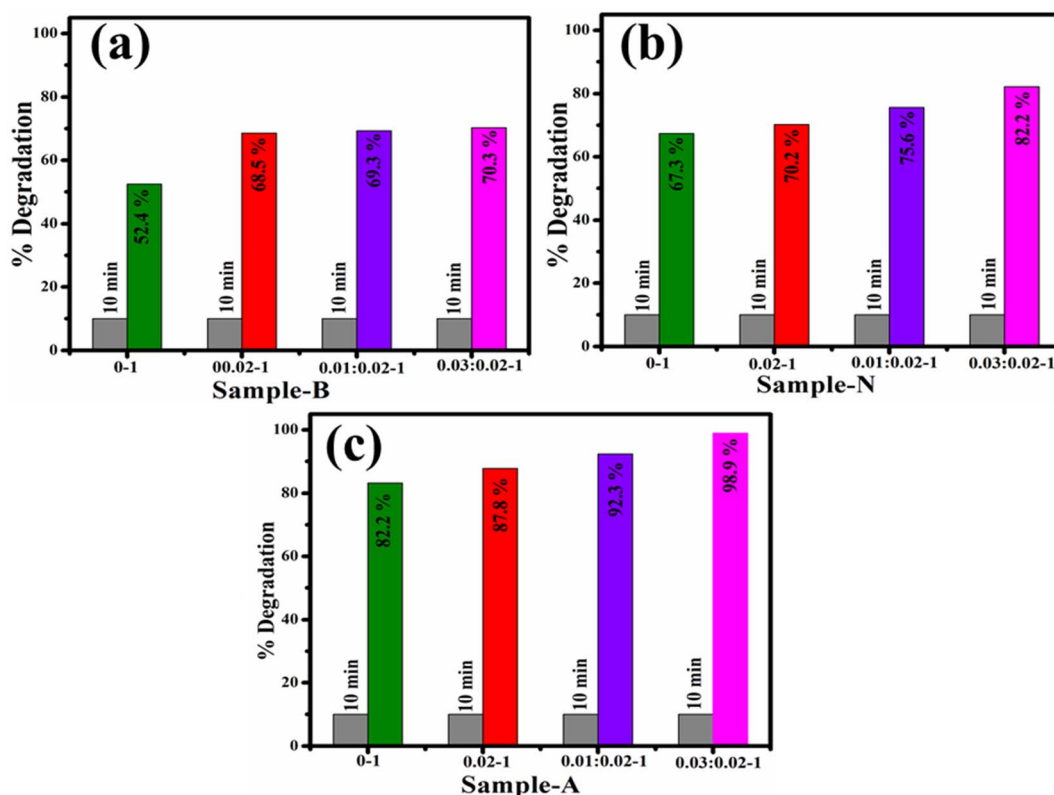 (a)
% Degradation
100
80
60
40
20
0
10 min
52.4 %
10 min
68.5 %
10 min
69.3 %
10 min
70.3 %
0-1
00.02-1
0.01:0.02-1
0.03:0.02-1
Sample-B
(b)
% Degradation
100
80
60
40
20
0
10 min
67.3 %
10 min
70.2 %
10 min
75.6 %
10 min
82.2 %
0-1
0.02-1
0.01:0.02-1
0.03:0.02-1
Sample-N
(c)
% Degradation
100
80
60
40
20
0
10 min
82.2 %
10 min
87.8 %
10 min
92.3 %
10 min
98.9 %
0-1
0.02-1
0.01:0.02-1
0.03:0.02-1
Sample-A